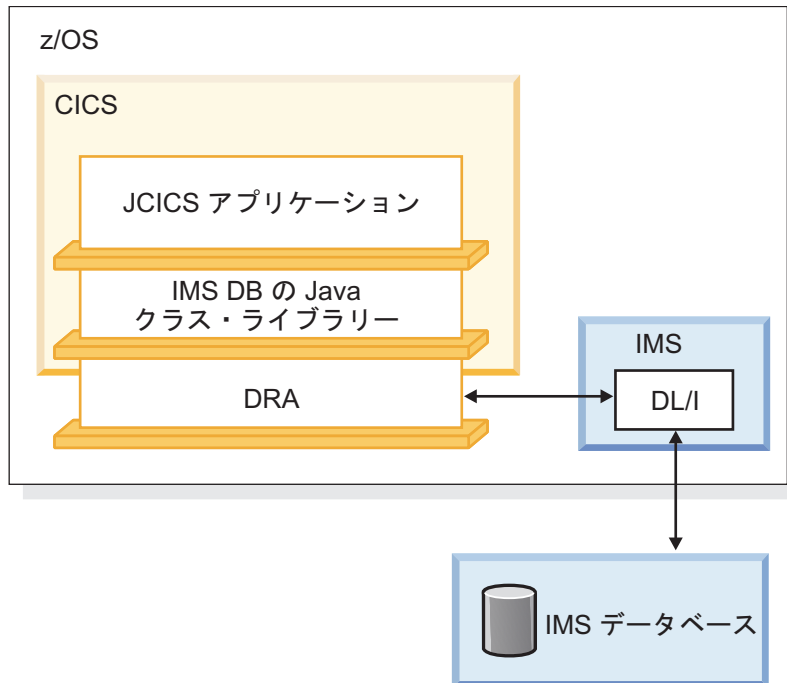 z/OS
CICS
JCICS アプリケーション
IMS DB の Java
クラス・ライブラリー
DRA
IMS
DL/I
IMS データベース